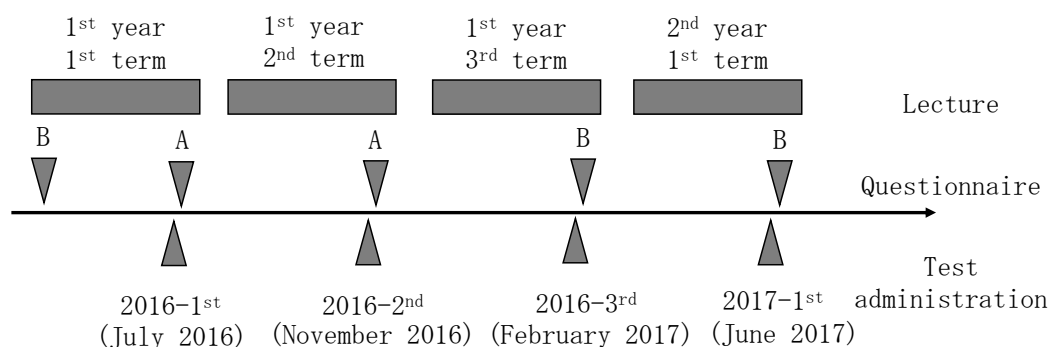 1st year 1st year 1st year 2nd year
1st term 2nd term 3rd term 1st term
Lecture
B A A B B
Questionnaire
Test
administration
2016-1st 2016-2nd 2016-3rd 2017-1st
(July 2016) (November 2016) (February 2017) (June 2017)